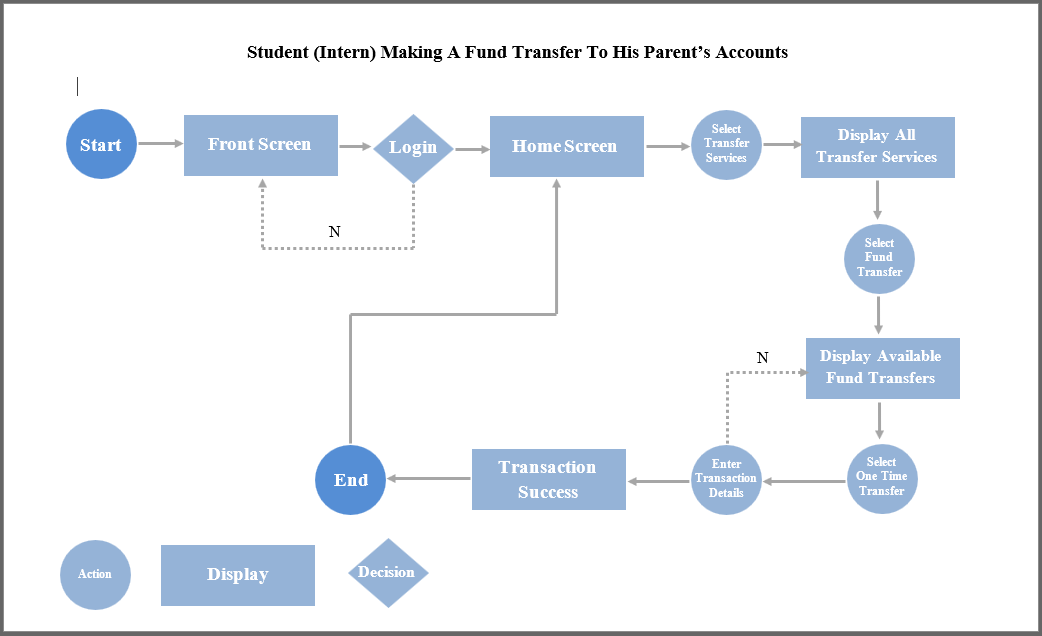 Student (Intern) Making A Fund Transfer To His Parent’s Accounts
Start
Front Screen
Login
Home Screen
Select
Transfer
Services
Display All
Transfer Services
N
Select
Fund
Transfer
Display Available
Fund Transfers
N
Select
One Time
Transfer
Enter
Transaction
Details
Transaction
Success
End
Action
Display
Decision